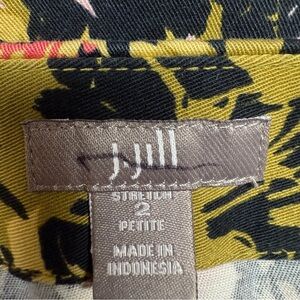 J.Jill
STRETCH
2
PETITE
MADE IN
INDONESIA